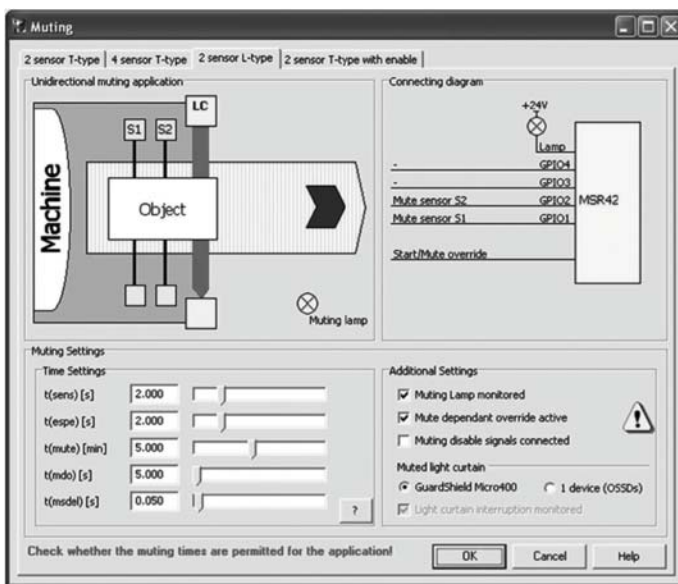 Muting
2 sensor T-type 4 sensor T-type 2 sensor L-type 2 sensor T-type with enable
Unidirectional muting application
LC
S1 S2
Machine
Object
Muting lamp
Connecting diagram
+24V
Lamp
- GPIO4
- GPIO3
Mute sensor S2 GPIO2
MSR42
Mute sensor S1 GPIO1
Start/Mute override
Muting Settings
Time Settings
t(sens) [s] 2.000
t(espe) [s] 2.000
t(mute) [min] 5.000
t(mdo) [s] 5.000
t(msdel) [s] 0.050
?
Additional Settings
Muting Lamp monitored
Mute dependant override active
Muting disable signals connected
!
Muted light curtain
GuardShield Micro400 1 device (OSSDs)
Light curtain interruption monitored
Check whether the muting times are permitted for the application!
OK Cancel Help